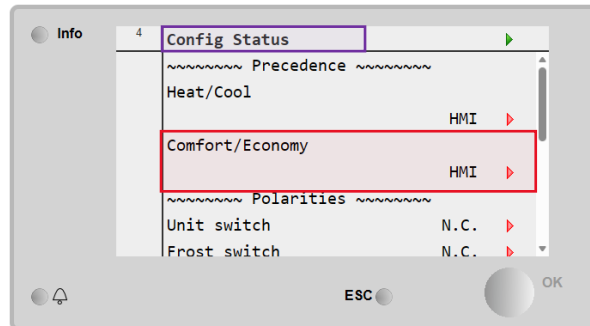 Info
4 Config Status
~~~~~~~~ Precedence ~~~~~~~~
Heat/Cool
HMI
Comfort/Economy
HMI
~~~~~~~~ Polarities ~~~~~~~~
Unit switch N.C.
Frost switch N.C.
ESC
OK